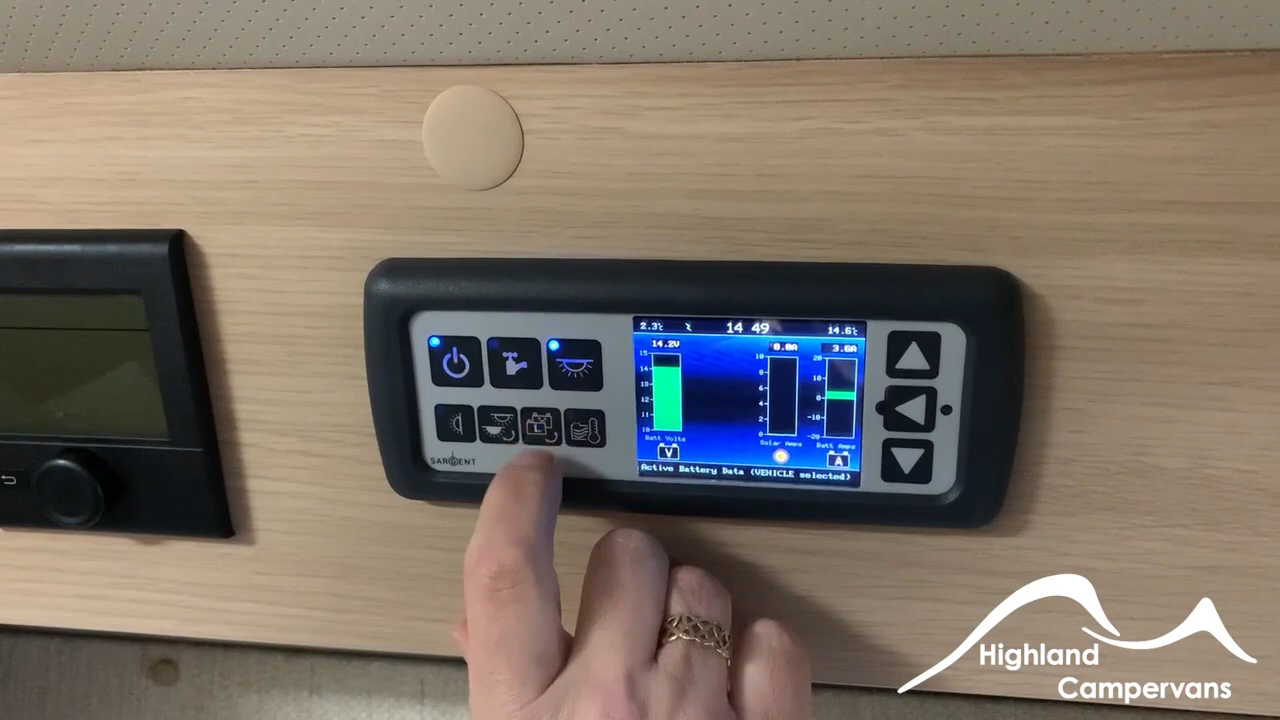 2.3℃ 14 49 14.6℃
14.2V 0.0A 3.6A
15 10 20
14 8 10
13 6 0
12 4 -10
11 2 -20
10 0
Batt Volts Solar Amps Batt Amps
V A
Active Battery Data (VEHICLE selected)
L
SARGENT
Highland
Campervans